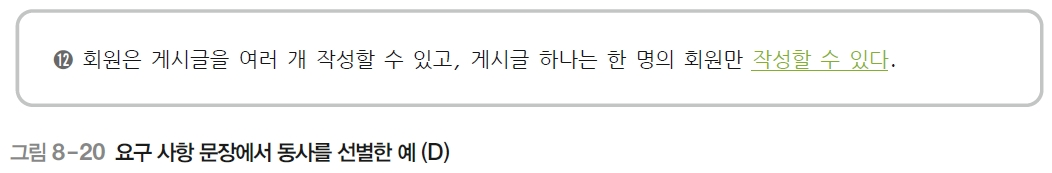 ⓬ 회원은 게시글을 여러 개 작성할 수 있고, 게시글 하나는 한 명의 회원만 작성할 수 있다.
그림 8-20 요구 사항 문장에서 동사를 선별한 예 (D)